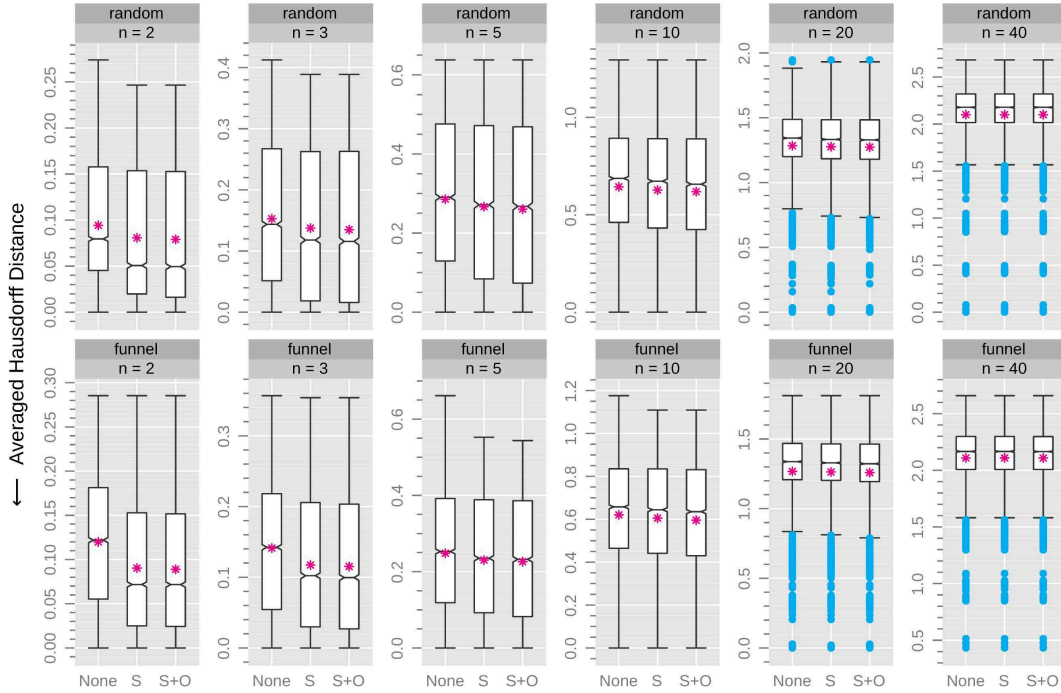 random
random
random
random
random
random
n = 2
n = 3
n = 5
n = 10
n = 20
n = 40
0.00 0.05 0.10 0.15 0.20 0.25
0.0 0.1 0.2 0.3 0.4
0.0 0.2 0.4 0.6
0.0 0.5 1.0
0.0 0.5 1.0 1.5 2.0
0.0 0.5 1.0 1.5 2.0 2.5
← Averaged Hausdorff Distance
funnel
funnel
funnel
funnel
funnel
funnel
n = 2
n = 3
n = 5
n = 10
n = 20
n = 40
0.00 0.05 0.10 0.15 0.20 0.25 0.30
0.0 0.1 0.2 0.3
0.0 0.2 0.4 0.6
0.0 0.2 0.4 0.6 0.8 1.0 1.2
0.0 0.5 1.0 1.5
0.5 1.0 1.5 2.0 2.5
None S S+O
None S S+O
None S S+O
None S S+O
None S S+O
None S S+O